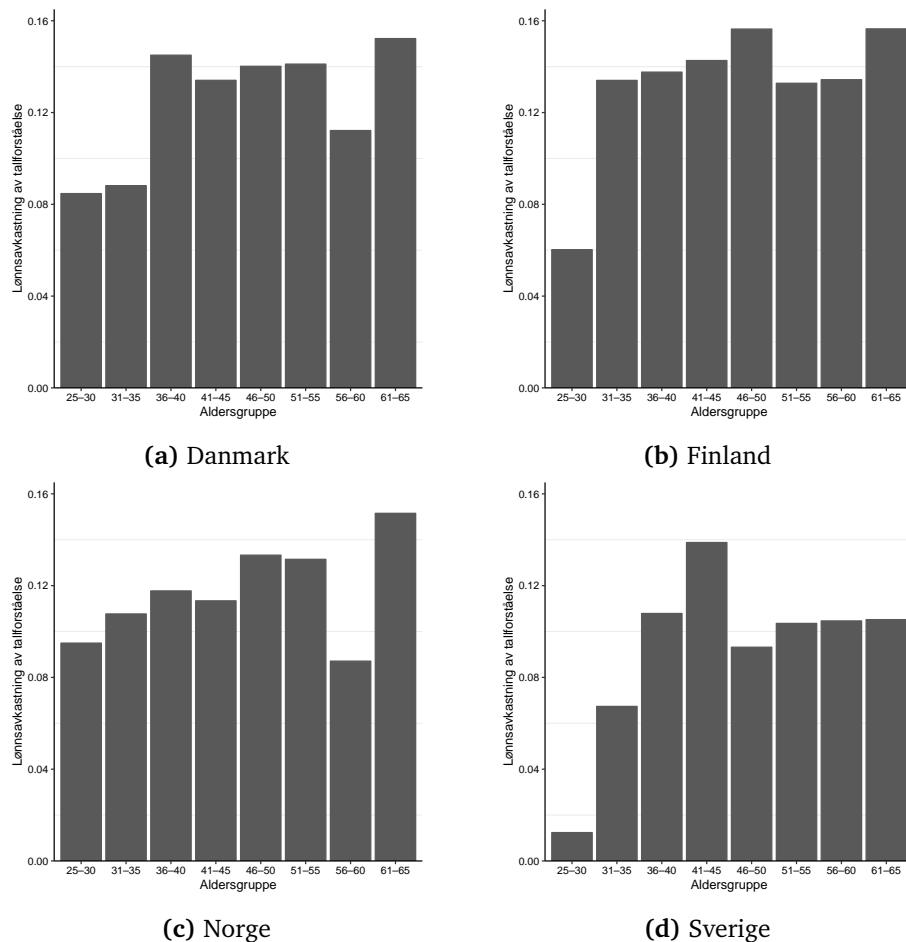 0.16
0.12
0.08
0.04
0.00
Lønnsavkastning av tallforståelse
25–30 31–35 36–40 41–45 46–50 51–55 56–60 61–65
Aldersgruppe
(a) Danmark
0.16
0.12
0.08
0.04
0.00
Lønnsavkastning av tallforståelse
25–30 31–35 36–40 41–45 46–50 51–55 56–60 61–65
Aldersgruppe
(b) Finland
0.16
0.12
0.08
0.04
0.00
Lønnsavkastning av tallforståelse
25–30 31–35 36–40 41–45 46–50 51–55 56–60 61–65
Aldersgruppe
(c) Norge
0.16
0.12
0.08
0.04
0.00
Lønnsavkastning av tallforståelse
25–30 31–35 36–40 41–45 46–50 51–55 56–60 61–65
Aldersgruppe
(d) Sverige